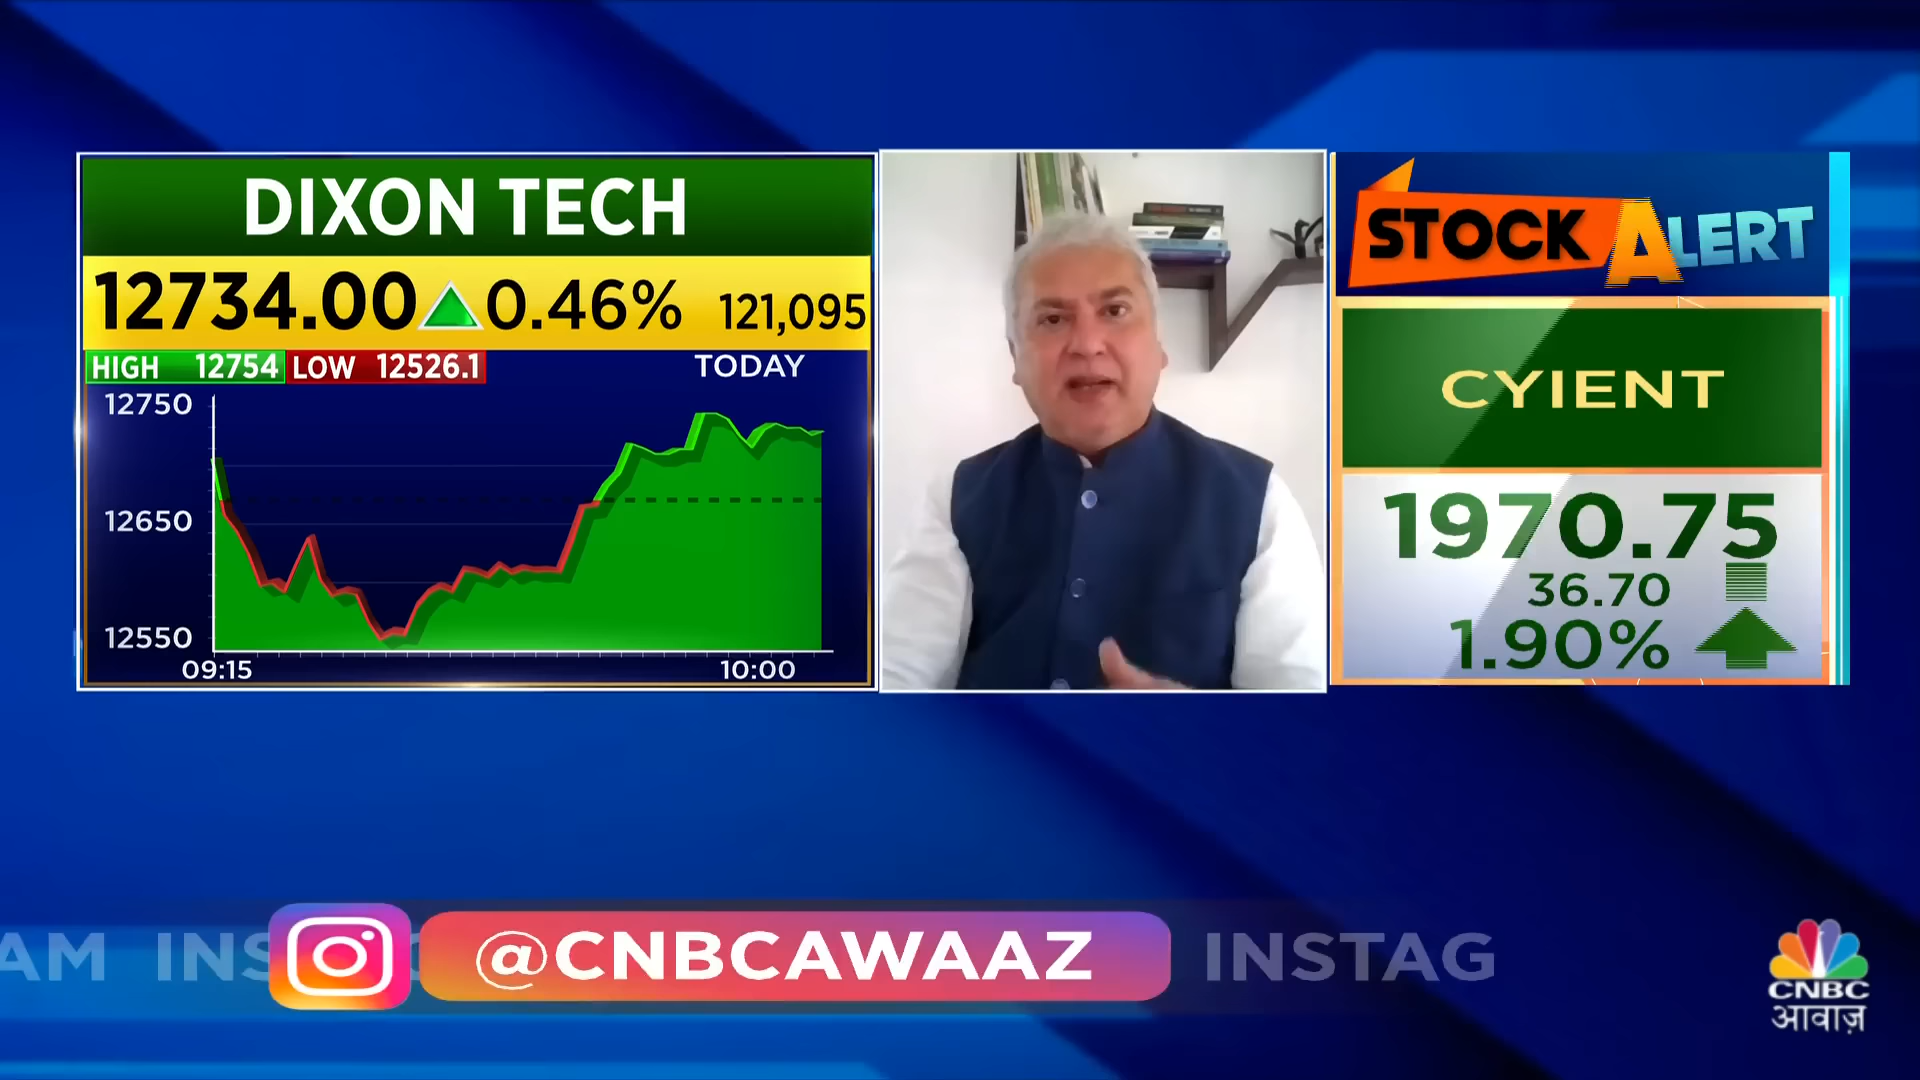 DIXON TECH
12734.00 0.46% 121,095
HIGH 12754 LOW 12526.1 TODAY
12750
12650
12550
09:15 10:00
STOCK ALERT
CYIENT
1970.75
36.70
1.90%
AM INS @CNBCAWAAZ INSTAG
CNBC
आवाज़